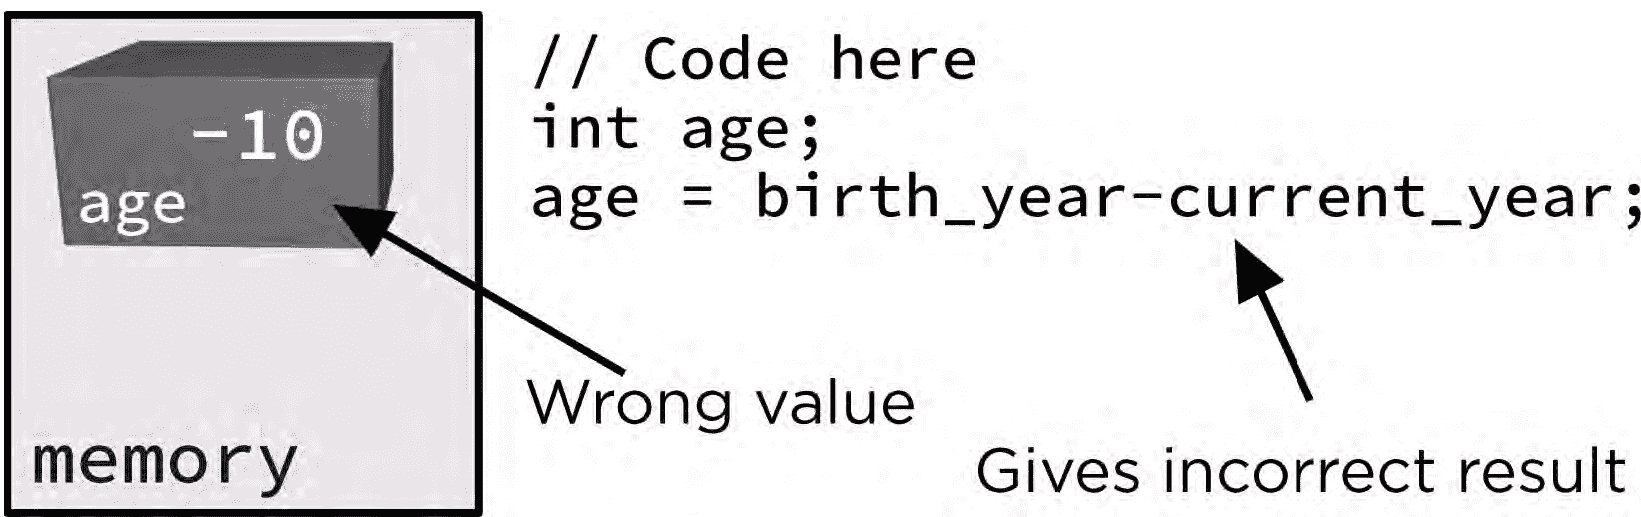 -10
age
memory
// Code here
int age;
age = birth_year-current_year;
Wrong value
Gives incorrect result